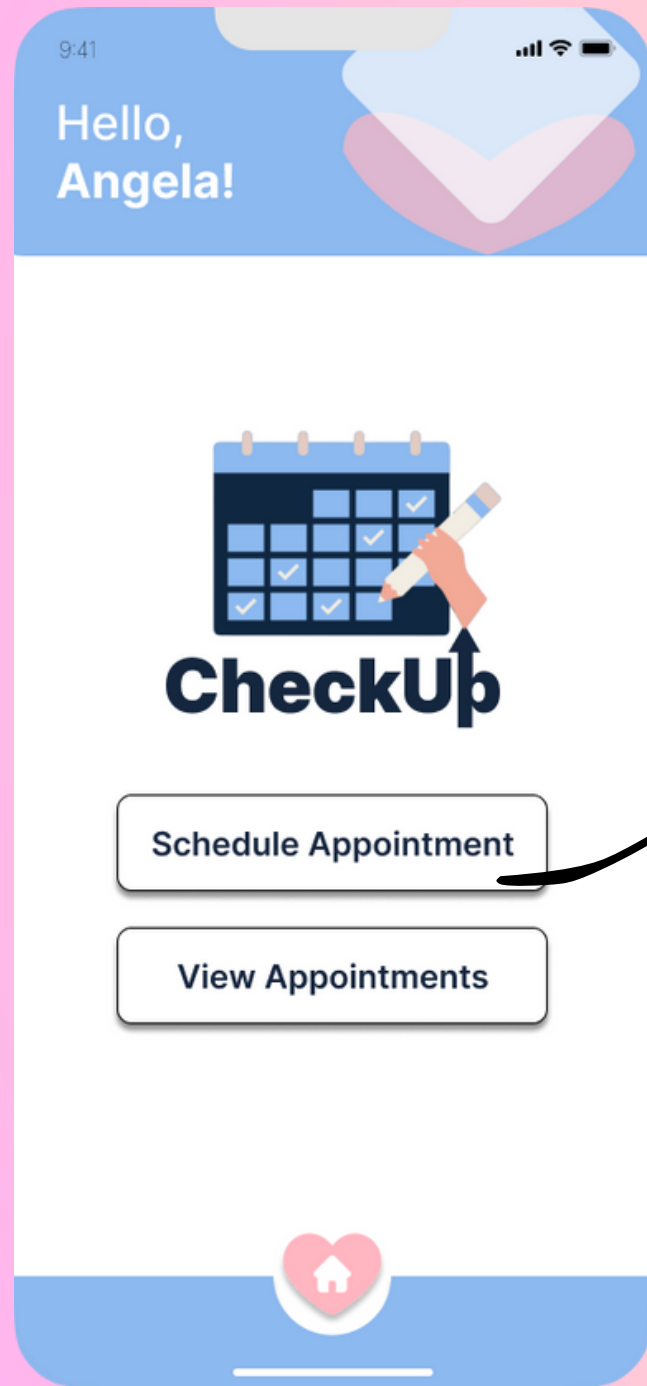 9:41
Hello,
Angela!
CheckUp
Schedule Appointment
View Appointments